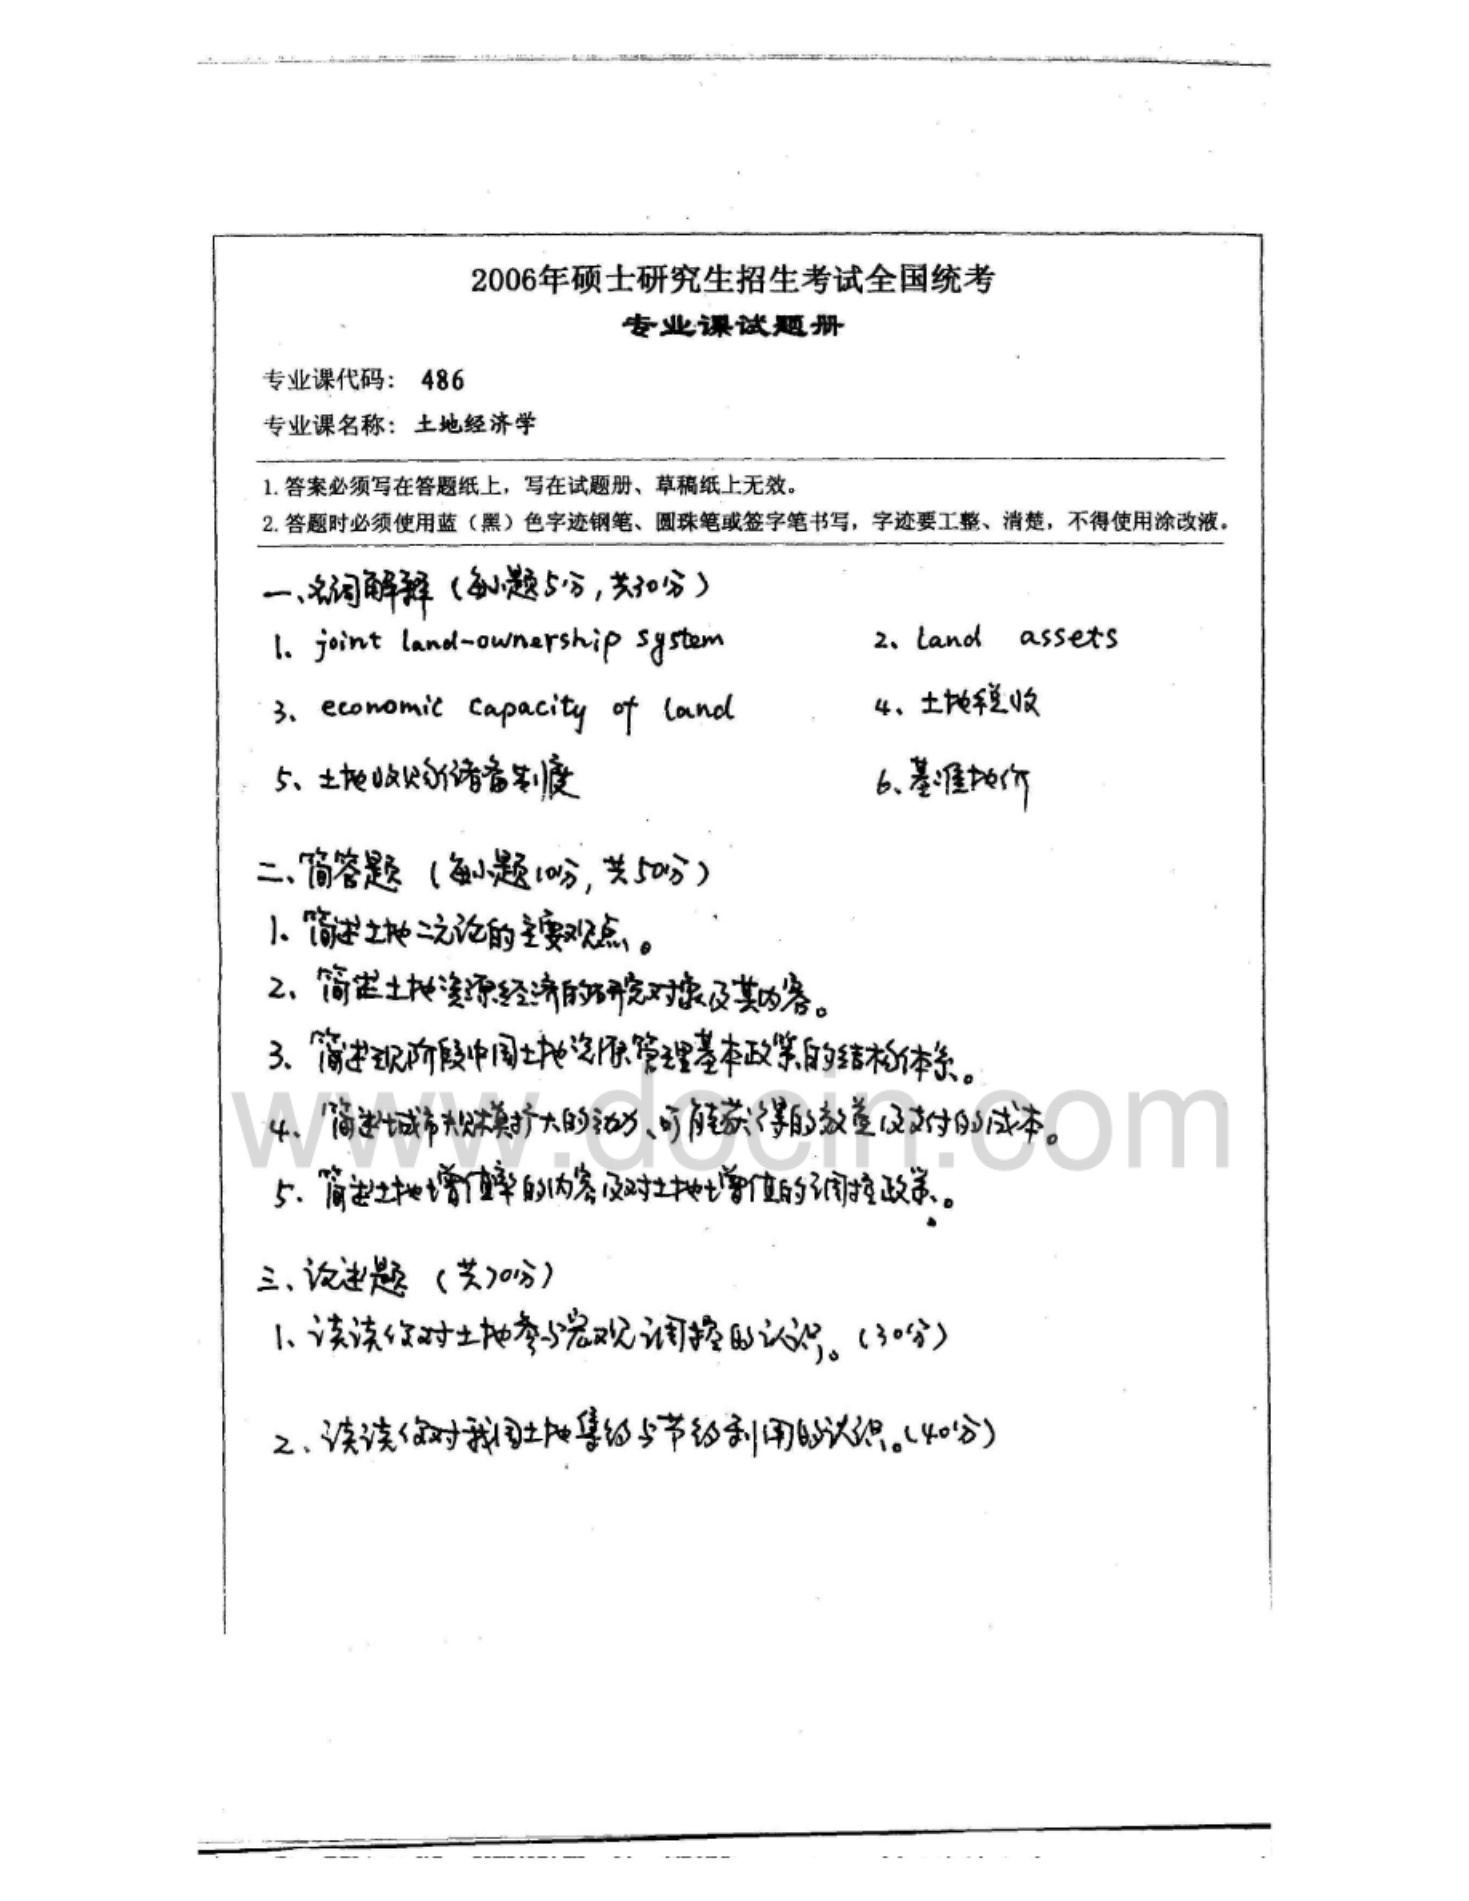 2006年硕士研究生招生考试全国统考
专业课试题册
专业课代码： 486
专业课名称：土地经济学
1. 答案必须写在答题纸上，写在试题册、草稿纸上无效。
2. 答题时必须使用蓝（黑）色字迹钢笔、圆珠笔或签字笔书写，字迹要工整、清楚，不得使用涂改液。
一、名词解释（每小题5分，共30分）
1、joint land-ownership system 2、Land assets
3、economic capacity of land 4、土地税收
5、土地收购储备制度 6、基准地价
二、简答题（每小题10分，共50分）
1、简述土地二元论的主要观点。
2、简述土地资源经济的研究对象及其内容。
3、简述现阶段中国土地资源管理基本政策的结构体系。
4、简述城市规模扩大的动力、可能获得的效益及支付的成本。
5、简述土地增值率的内容及对土地增值的调控政策。
三、论述题（共70分）
1、谈谈你对土地参与宏观调控的认识。（30分）
2、谈谈你对我国土地集约与节约利用的认识。（40分）
www.docin.com